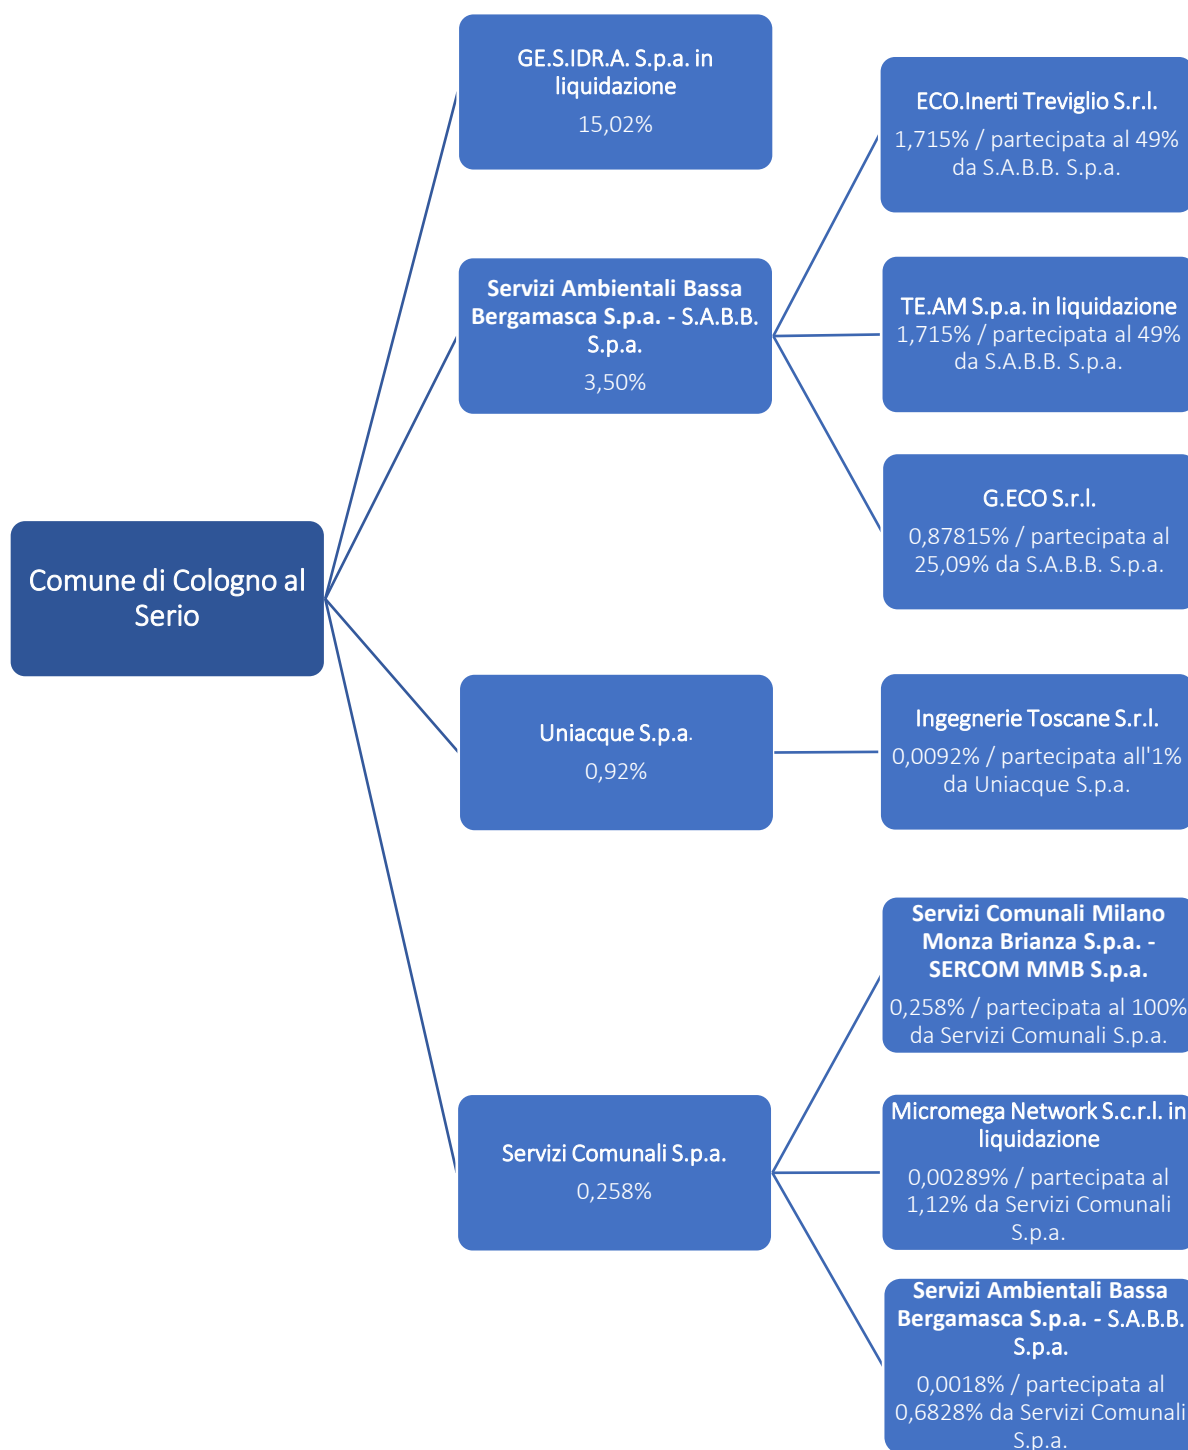 Comune di Cologno al
Serio
GE.S.IDR.A. S.p.a. in
liquidazione
15,02%
Servizi Ambientali Bassa
Bergamasca S.p.a. - S.A.B.B.
S.p.a.
3,50%
ECO.Inerti Treviglio S.r.l.
1,715% / partecipata al 49%
da S.A.B.B. S.p.a.
TE.AM S.p.a. in liquidazione
1,715% / partecipata al 49%
da S.A.B.B. S.p.a.
G.ECO S.r.l.
0,87815% / partecipata al
25,09% da S.A.B.B. S.p.a.
Uniacque S.p.a.
0,92%
Ingegnerie Toscane S.r.l.
0,0092% / partecipata all'1%
da Uniacque S.p.a.
Servizi Comunali S.p.a.
0,258%
Servizi Comunali Milano
Monza Brianza S.p.a. -
SERCOM MMB S.p.a.
0,258% / partecipata al 100%
da Servizi Comunali S.p.a.
Micromega Network S.c.r.l. in
liquidazione
0,00289% / partecipata al
1,12% da Servizi Comunali
S.p.a.
Servizi Ambientali Bassa
Bergamasca S.p.a. - S.A.B.B.
S.p.a.
0,0018% / partecipata al
0,6828% da Servizi Comunali
S.p.a.